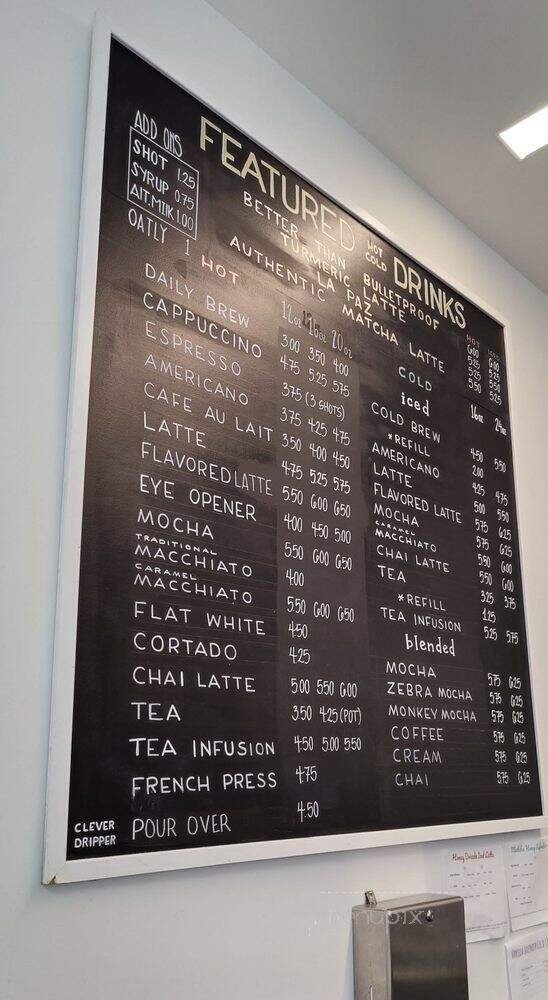 ADD ONS
SHOT 1.25
SYRUP 0.75
Alt.Milk 1.00
OATLY 1
FEATURED HOT COLD DRINKS
HOT ICED
BETTER THAN BULLETPROOF 6.00 6.00
TURMERIC LATTE
LA PAZ
AUTHENTIC MATCHA LATTE
HOT 12oz 16oz 20oz
DAILY BREW 3.00 3.50 4.00
CAPPUCCINO 4.75 5.25 5.75
ESPRESSO 3.75 (3 SHOTS)
AMERICANO 3.75 4.25 4.75
CAFE AU LAIT 3.50 4.00 4.50
LATTE 4.75 5.25 5.75
FLAVORED LATTE 5.50 6.00 6.50
EYE OPENER 4.00 4.50 5.00
MOCHA 5.50 6.00 6.50
TRADITIONAL
MACCHIATO 4.00
CARAMEL
MACCHIATO 5.50 6.00 6.50
FLAT WHITE 4.50
CORTADO 4.25
CHAI LATTE 5.00 5.50 6.00
TEA 3.50 4.25 (POT)
TEA INFUSION 4.50 5.00 5.50
FRENCH PRESS 4.75
CLEVER
DRIPPER
POUR OVER 4.50
COLD
iced 16oz 24oz
COLD BREW 4.50 5.50
*REFILL 2.00
AMERICANO 4.25 4.75
LATTE 5.00 5.50
FLAVORED LATTE 5.75 6.25
MOCHA 5.75 6.25
CARAMEL
MACCHIATO 5.50 6.00
CHAI LATTE 5.50 6.00
TEA 3.25 3.75
*REFILL 1.25
TEA INFUSION 5.25 5.75
blended
MOCHA 5.75 6.25
ZEBRA MOCHA 5.75 6.25
MONKEY MOCHA 5.75 6.25
COFFEE 5.75 6.25
CREAM 5.75 6.25
CHAI 5.75 6.25